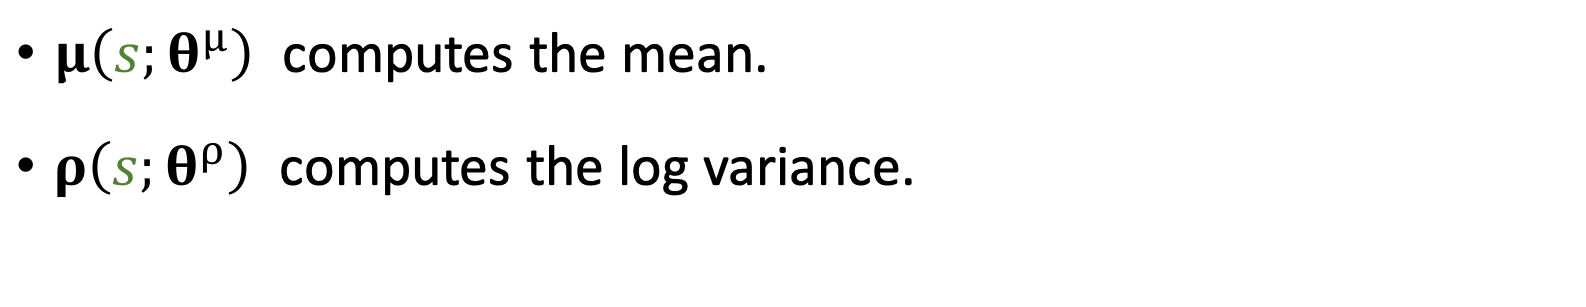 • μ(s; θ^μ) computes the mean.
• ρ(s; θ^ρ) computes the log variance.